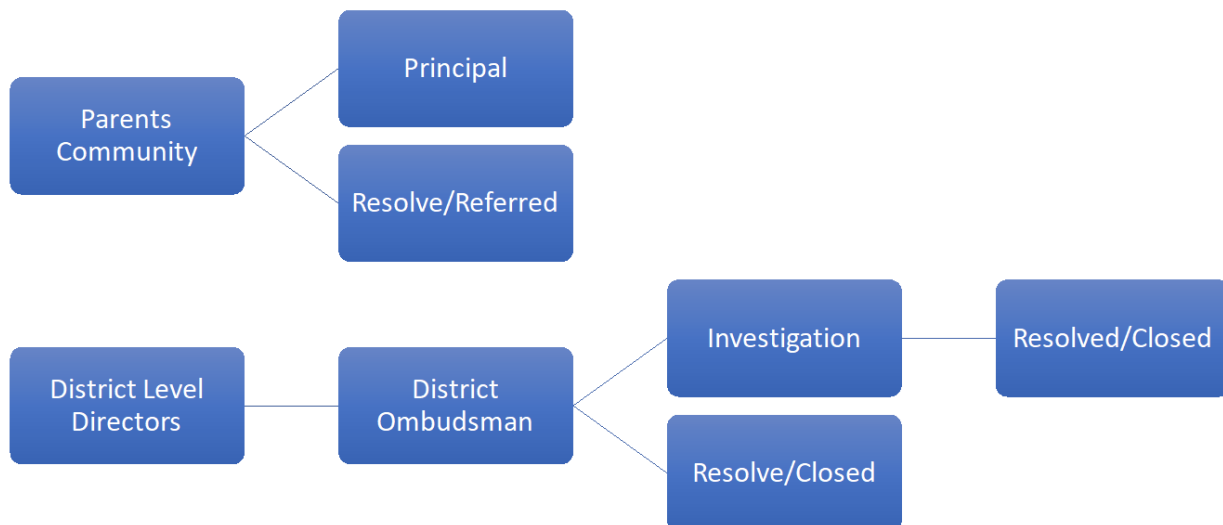 Principal
Parents
Community
Resolve/Referred
Investigation
Resolved/Closed
District Level
Directors
District
Ombudsman
Resolve/Closed